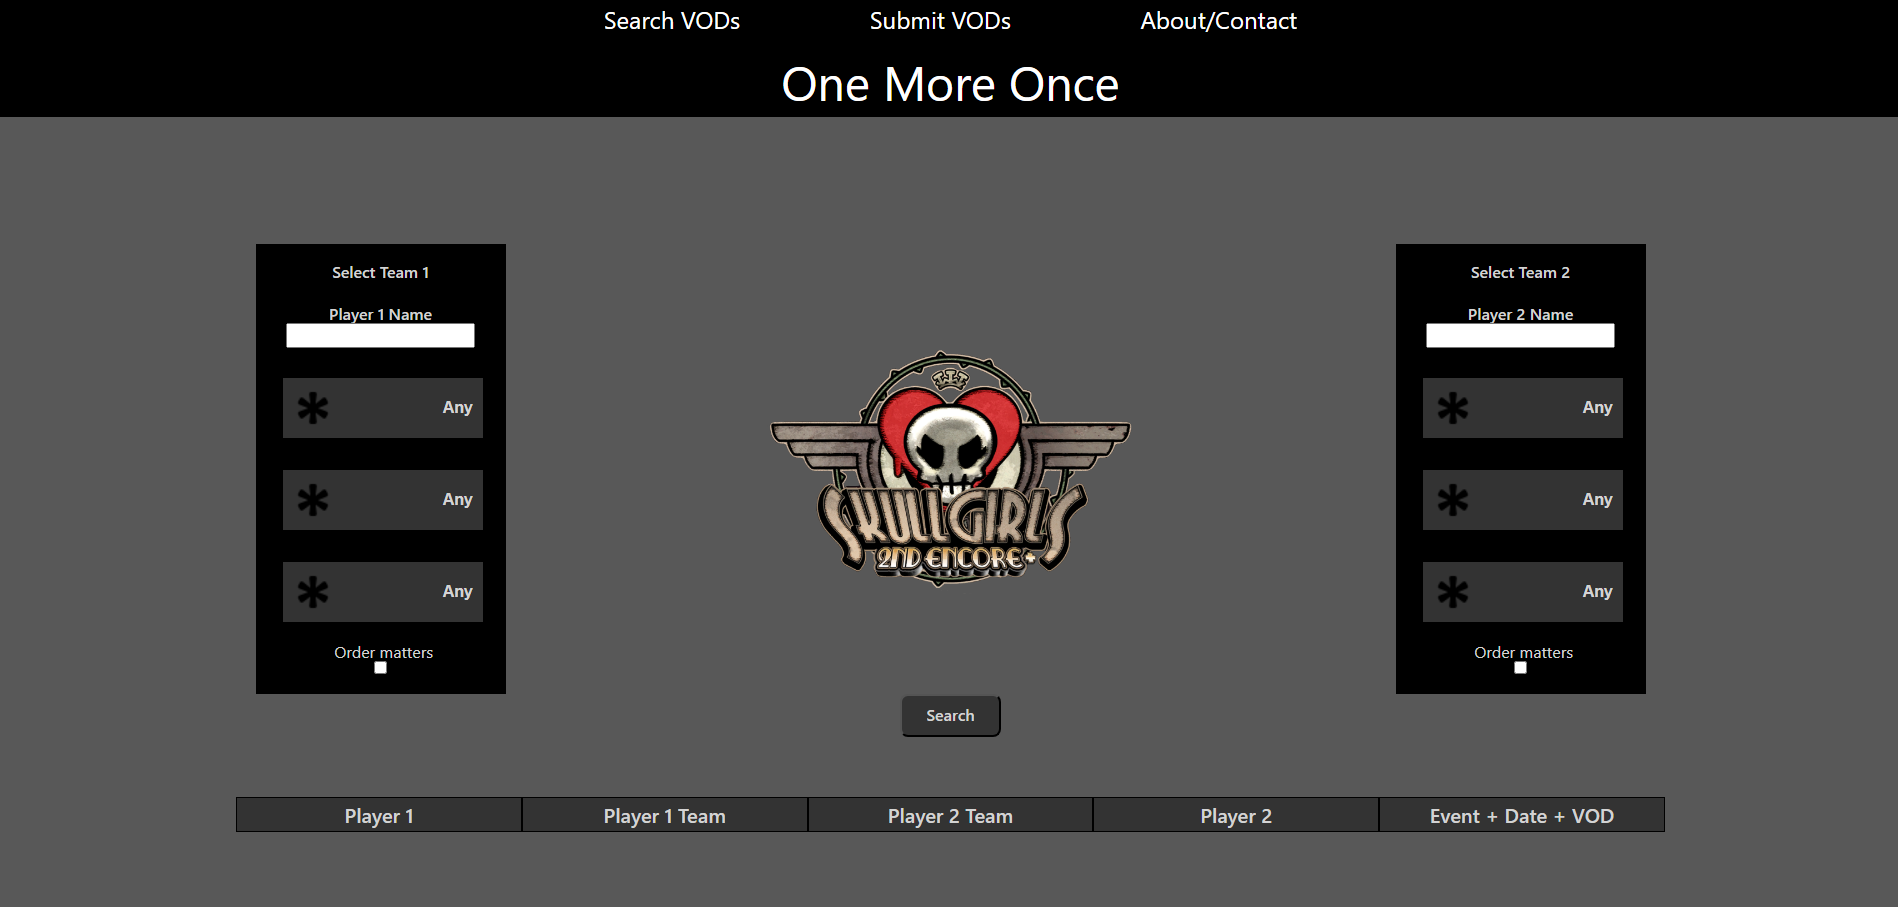 Search VODs Submit VODs About/Contact
One More Once
Select Team 1
Player 1 Name
* Any
* Any
* Any
Order matters
SKULLGIRLS
2ND ENCORE+
Search
Select Team 2
Player 2 Name
* Any
* Any
* Any
Order matters
Player 1 Player 1 Team Player 2 Team Player 2 Event + Date + VOD